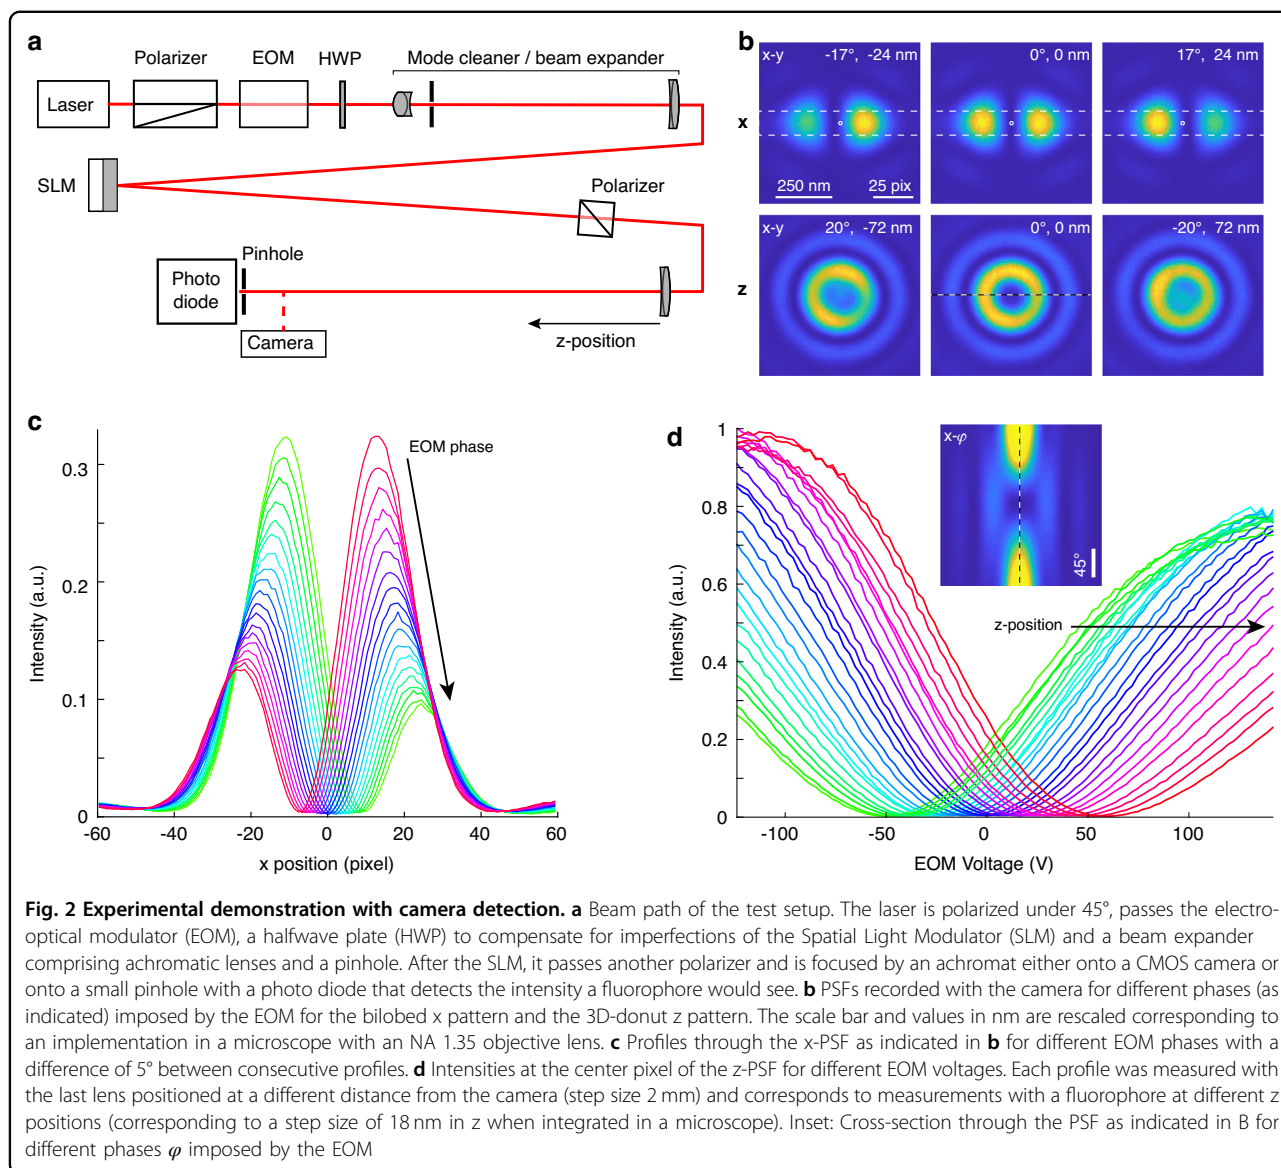 a
Polarizer
EOM
HWP
Mode cleaner / beam expander
Laser
SLM
Polarizer
Pinhole
Photo
diode
Camera
z-position
b
x-y
-17°, -24 nm
0°, 0 nm
17°, 24 nm
x
250 nm
25 pix
x-y
20°, -72 nm
0°, 0 nm
-20°, 72 nm
z
c
EOM phase
0.3
0.2
0.1
0
-60
-40
-20
0
20
40
60
Intensity (a.u.)
x position (pixel)
d
x-φ
45°
z-position
1
0.8
0.6
0.4
0.2
0
-100
-50
0
50
100
Intensity (a.u.)
EOM Voltage (V)
Fig. 2 Experimental demonstration with camera detection. a Beam path of the test setup. The laser is polarized under 45°, passes the electro-
optical modulator (EOM), a halfwave plate (HWP) to compensate for imperfections of the Spatial Light Modulator (SLM) and a beam expander
comprising achromatic lenses and a pinhole. After the SLM, it passes another polarizer and is focused by an achromat either onto a CMOS camera or
onto a small pinhole with a photo diode that detects the intensity a fluorophore would see. b PSFs recorded with the camera for different phases (as
indicated) imposed by the EOM for the bilobed x pattern and the 3D-donut z pattern. The scale bar and values in nm are rescaled corresponding to
an implementation in a microscope with an NA 1.35 objective lens. c Profiles through the x-PSF as indicated in b for different EOM phases with a
difference of 5° between consecutive profiles. d Intensities at the center pixel of the z-PSF for different EOM voltages. Each profile was measured with
the last lens positioned at a different distance from the camera (step size 2 mm) and corresponds to measurements with a fluorophore at different z
positions (corresponding to a step size of 18 nm in z when integrated in a microscope). Inset: Cross-section through the PSF as indicated in B for
different phases φ imposed by the EOM